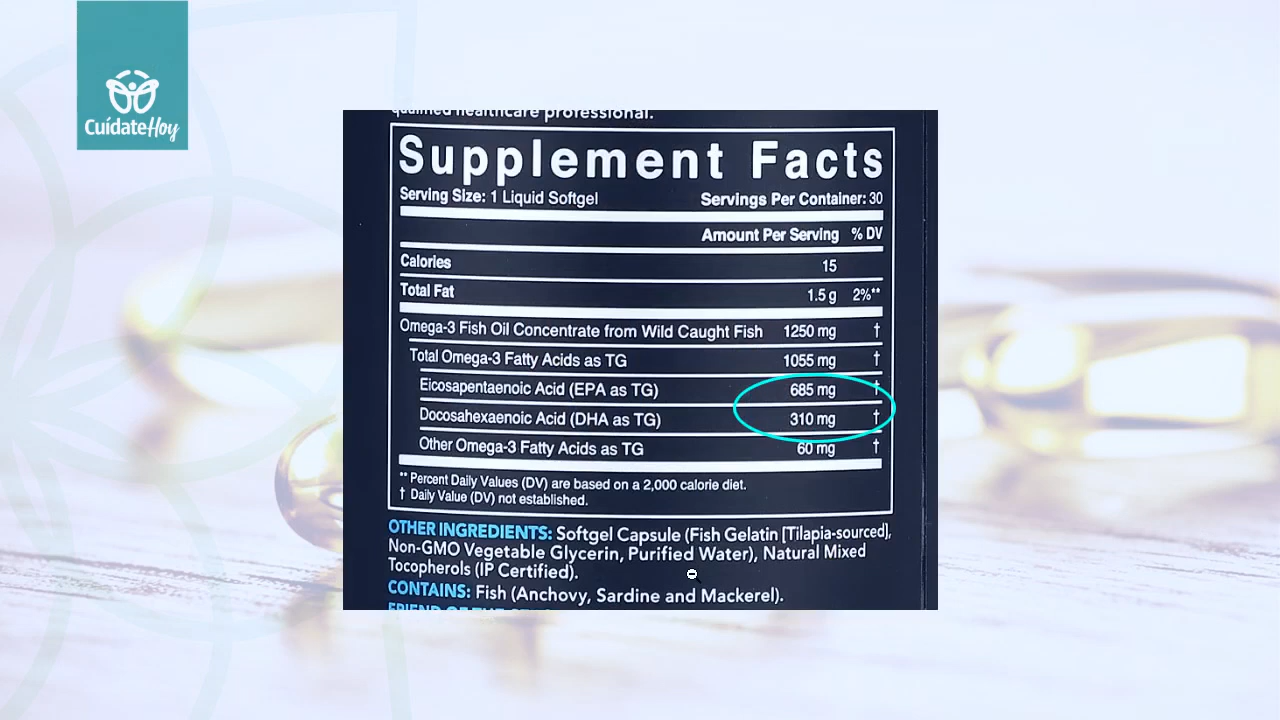 CuídateHoy
qualified healthcare professional.
Supplement Facts
Serving Size: 1 Liquid Softgel Servings Per Container: 30
Amount Per Serving % DV
Calories 15
Total Fat 1.5 g 2%**
Omega-3 Fish Oil Concentrate from Wild Caught Fish 1250 mg †
Total Omega-3 Fatty Acids as TG 1055 mg †
Eicosapentaenoic Acid (EPA as TG) 685 mg †
Docosahexaenoic Acid (DHA as TG) 310 mg †
Other Omega-3 Fatty Acids as TG 60 mg †
** Percent Daily Values (DV) are based on a 2,000 calorie diet.
† Daily Value (DV) not established.
OTHER INGREDIENTS: Softgel Capsule (Fish Gelatin [Tilapia-sourced],
Non-GMO Vegetable Glycerin, Purified Water), Natural Mixed
Tocopherols (IP Certified).
CONTAINS: Fish (Anchovy, Sardine and Mackerel).
FRIEND OF THE